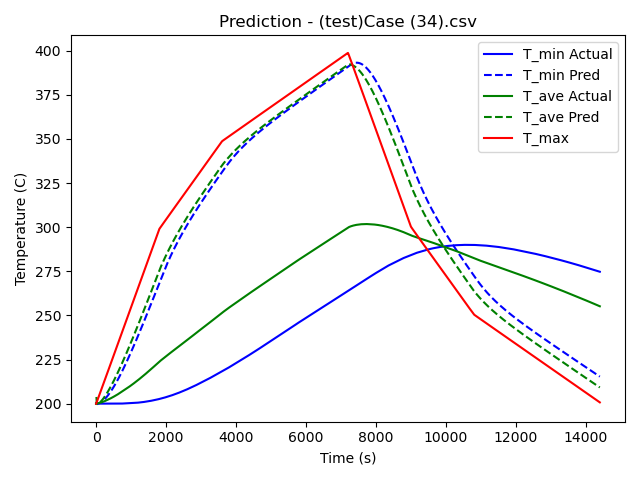 Prediction - (test)Case (34).csv
T_min Actual
T_min Pred
T_ave Actual
T_ave Pred
T_max
Temperature (C)
400
375
350
325
300
275
250
225
200
0 2000 4000 6000 8000 10000 12000 14000
Time (s)